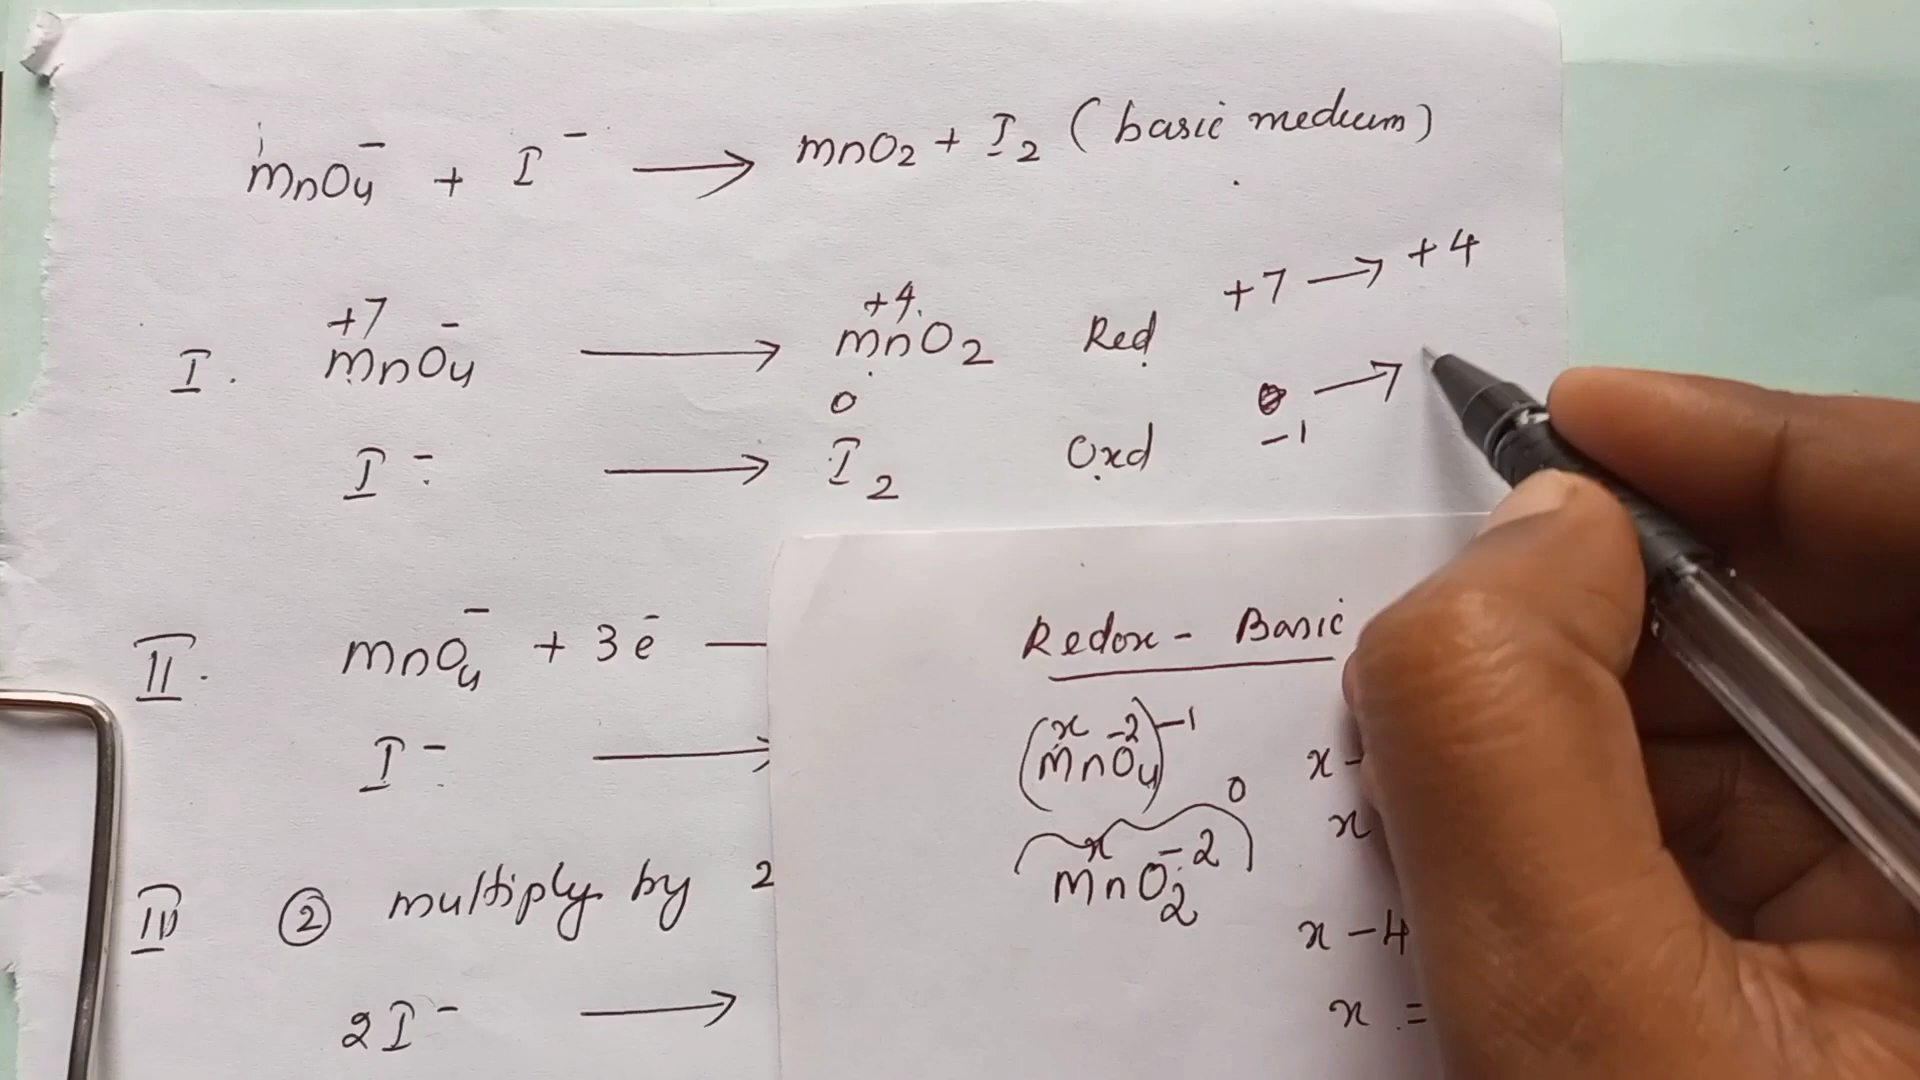 MnO4⁻ + I⁻ → MnO2 + I2 (basic medium)
+7 → +4
+7 +4
I. MnO4⁻ → MnO2 Red
0 −1 →
I⁻ → I2 Oxd
II. MnO4⁻ + 3e⁻ —
I⁻ →
III ② multiply by 2
2I⁻ →
Redox - Basic
x −2 −1
(MnO4) x −
0 x
x −2
MnO2
x − 4
x =